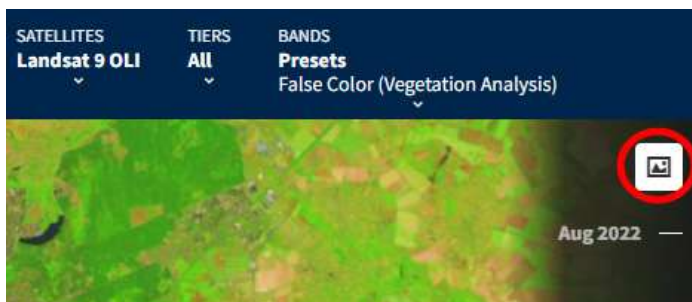 SATELLITES TIERS BANDS
Landsat 9 OLI All Presets
False Color (Vegetation Analysis)
Aug 2022